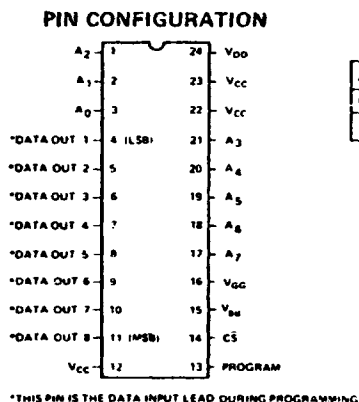 PIN CONFIGURATION
A2 1 24 VDD
A1 2 23 VCC
A0 3 22 VCC
*DATA OUT 1 4 (LSB) 21 A3
*DATA OUT 2 5 20 A4
*DATA OUT 3 6 19 A5
*DATA OUT 4 7 18 A6
*DATA OUT 5 8 17 A7
*DATA OUT 6 9 16 VGG
*DATA OUT 7 10 15 VBB
*DATA OUT 8 11 (MSB) 14 C̅S̅
VCC 12 13 PROGRAM
*THIS PIN IS THE DATA INPUT LEAD DURING PROGRAMMING